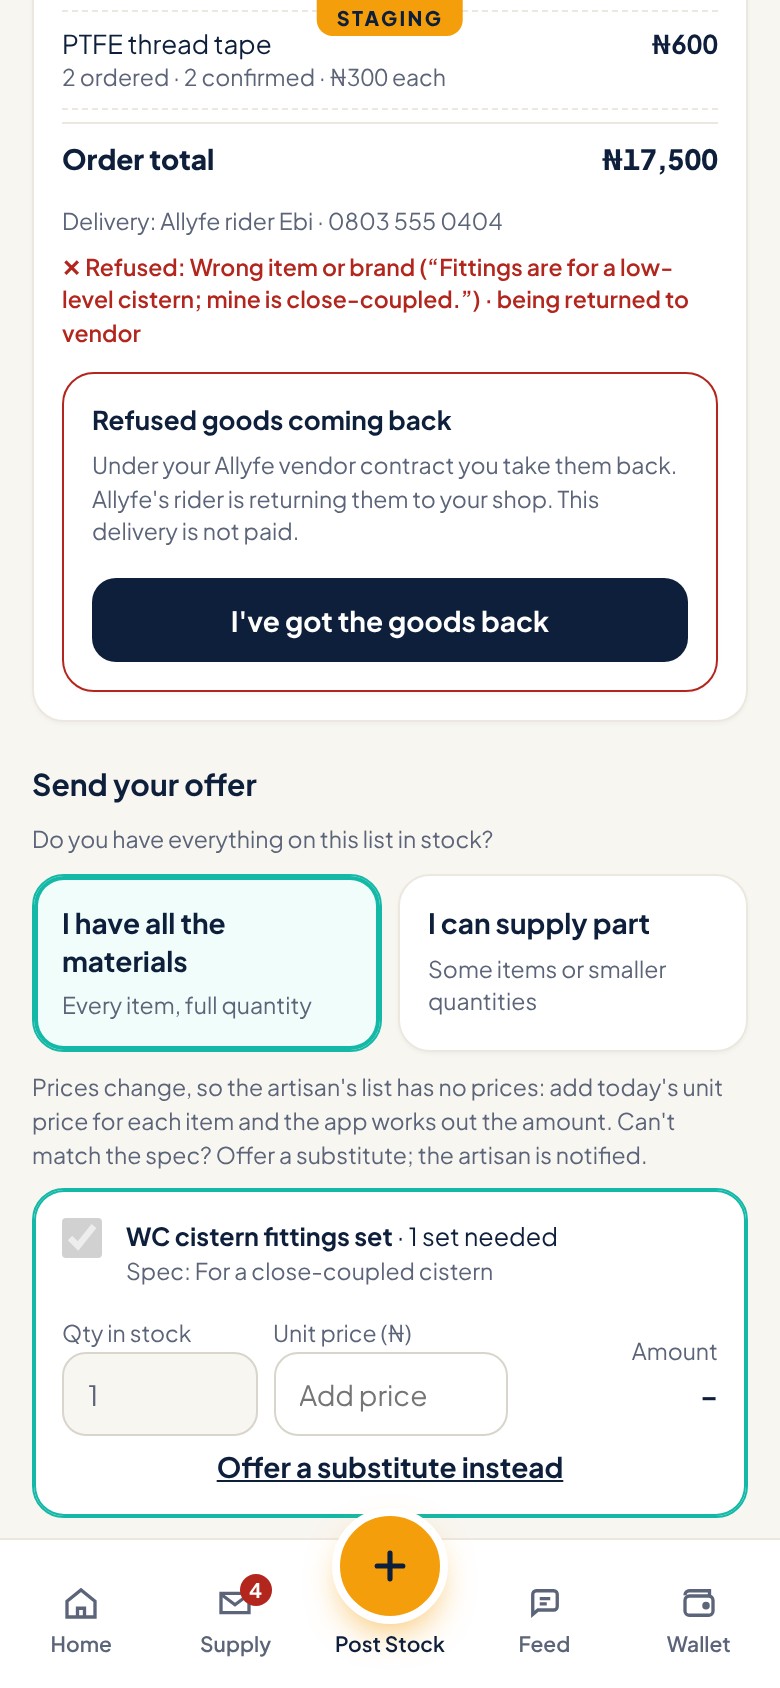 STAGING
PTFE thread tape
₦600
2 ordered · 2 confirmed · ₦300 each
Order total
₦17,500
Delivery: Allyfe rider Ebi · 0803 555 0404
✕ Refused: Wrong item or brand (“Fittings are for a low-
level cistern; mine is close-coupled.”) · being returned to
vendor
Refused goods coming back
Under your Allyfe vendor contract you take them back.
Allyfe's rider is returning them to your shop. This
delivery is not paid.
I've got the goods back
Send your offer
Do you have everything on this list in stock?
I have all the
materials
Every item, full quantity
I can supply part
Some items or smaller
quantities
Prices change, so the artisan's list has no prices: add today's unit
price for each item and the app works out the amount. Can't
match the spec? Offer a substitute; the artisan is notified.
WC cistern fittings set · 1 set needed
Spec: For a close-coupled cistern
Qty in stock
Unit price (₦)
Amount
1
Add price
–
Offer a substitute instead
Home
4
Supply
Post Stock
Feed
Wallet